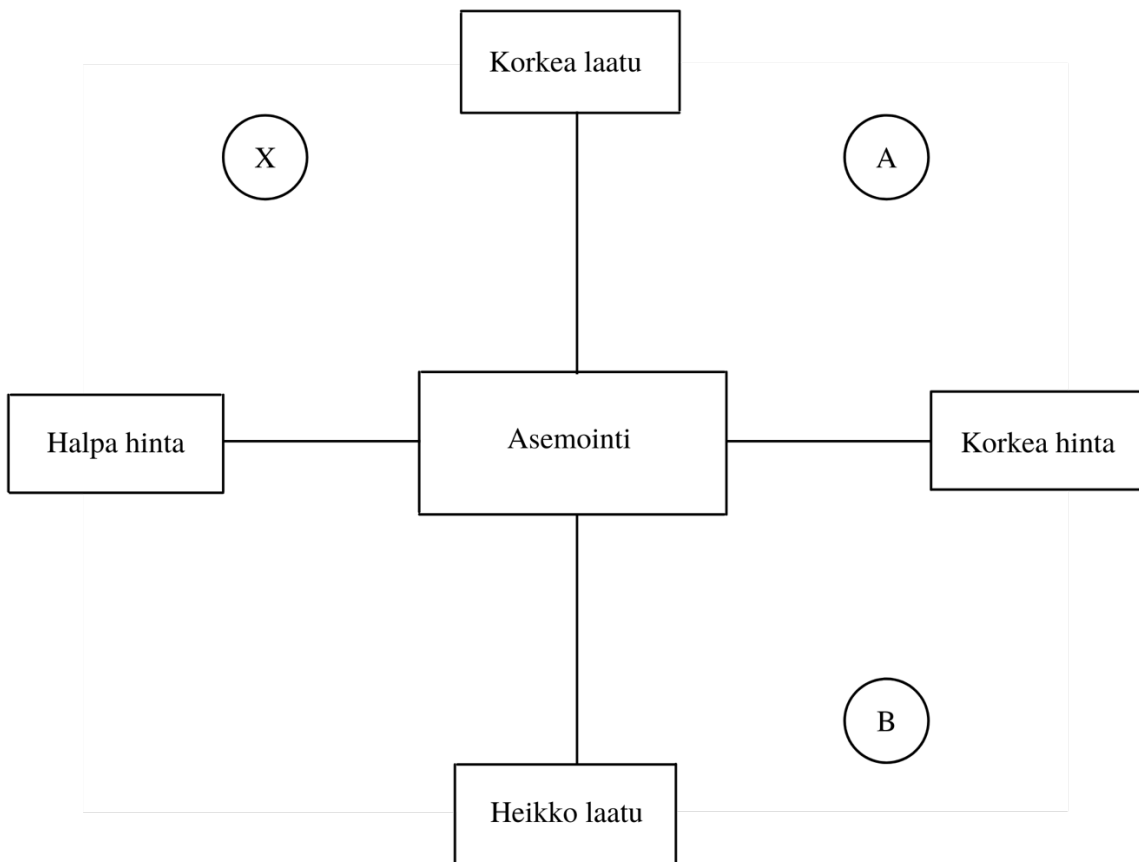 Korkea laatu
X
A
Halpa hinta
Asemointi
Korkea hinta
B
Heikko laatu